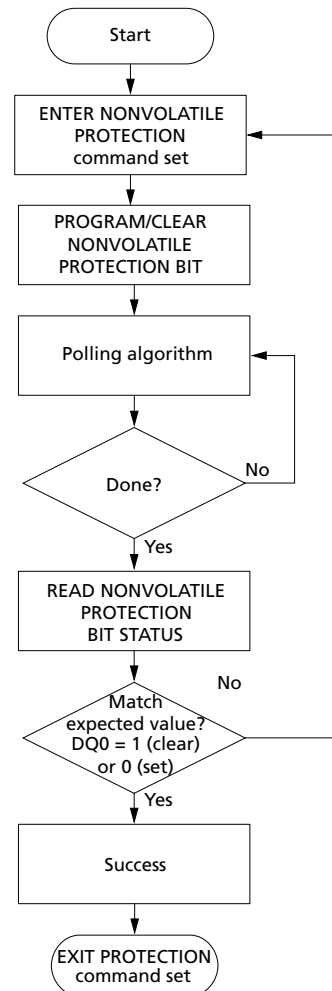 Start
ENTER NONVOLATILE
PROTECTION
command set
PROGRAM/CLEAR
NONVOLATILE
PROTECTION BIT
Polling algorithm
Done?
No
Yes
READ NONVOLATILE
PROTECTION
BIT STATUS
No
Match
expected value?
DQ0 = 1 (clear)
or 0 (set)
Yes
Success
EXIT PROTECTION
command set